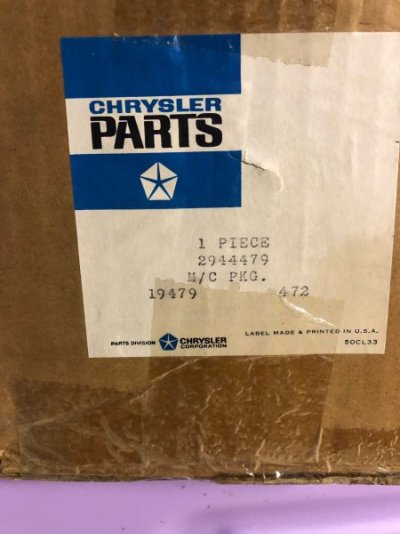 CHRYSLER
PARTS
1 PIECE
2944479
M/C PKG.
19479 472
LABEL MADE & PRINTED IN U.S.A.
PARTS DIVISION CHRYSLER CORPORATION 50CL33